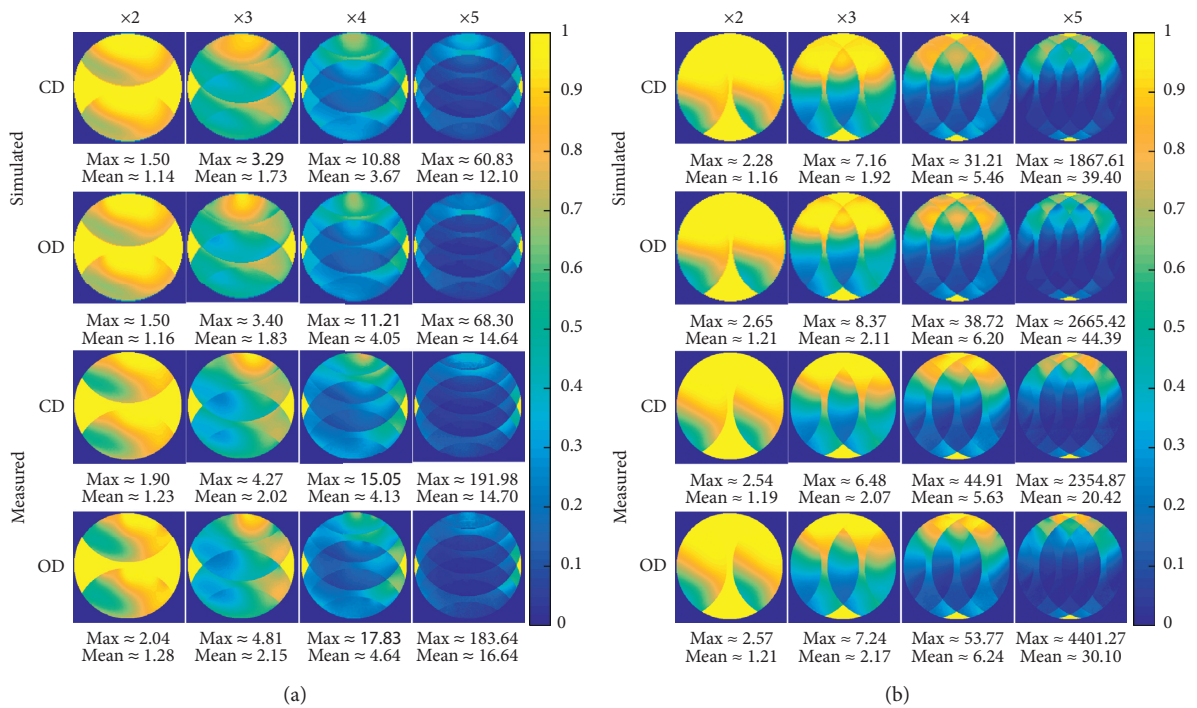 ×2 ×3 ×4 ×5
Simulated
CD
Max ≈ 1.50 Max ≈ 3.29 Max ≈ 10.88 Max ≈ 60.83
Mean ≈ 1.14 Mean ≈ 1.73 Mean ≈ 3.67 Mean ≈ 12.10
OD
Max ≈ 1.50 Max ≈ 3.40 Max ≈ 11.21 Max ≈ 68.30
Mean ≈ 1.16 Mean ≈ 1.83 Mean ≈ 4.05 Mean ≈ 14.64
Measured
CD
Max ≈ 1.90 Max ≈ 4.27 Max ≈ 15.05 Max ≈ 191.98
Mean ≈ 1.23 Mean ≈ 2.02 Mean ≈ 4.13 Mean ≈ 14.70
OD
Max ≈ 2.04 Max ≈ 4.81 Max ≈ 17.83 Max ≈ 183.64
Mean ≈ 1.28 Mean ≈ 2.15 Mean ≈ 4.64 Mean ≈ 16.64
1
0.9
0.8
0.7
0.6
0.5
0.4
0.3
0.2
0.1
0
(a)
×2 ×3 ×4 ×5
Simulated
CD
Max ≈ 2.28 Max ≈ 7.16 Max ≈ 31.21 Max ≈ 1867.61
Mean ≈ 1.16 Mean ≈ 1.92 Mean ≈ 5.46 Mean ≈ 39.40
OD
Max ≈ 2.65 Max ≈ 8.37 Max ≈ 38.72 Max ≈ 2665.42
Mean ≈ 1.21 Mean ≈ 2.11 Mean ≈ 6.20 Mean ≈ 44.39
Measured
CD
Max ≈ 2.54 Max ≈ 6.48 Max ≈ 44.91 Max ≈ 2354.87
Mean ≈ 1.19 Mean ≈ 2.07 Mean ≈ 5.63 Mean ≈ 20.42
OD
Max ≈ 2.57 Max ≈ 7.24 Max ≈ 53.77 Max ≈ 4401.27
Mean ≈ 1.21 Mean ≈ 2.17 Mean ≈ 6.24 Mean ≈ 30.10
1
0.9
0.8
0.7
0.6
0.5
0.4
0.3
0.2
0.1
0
(b)